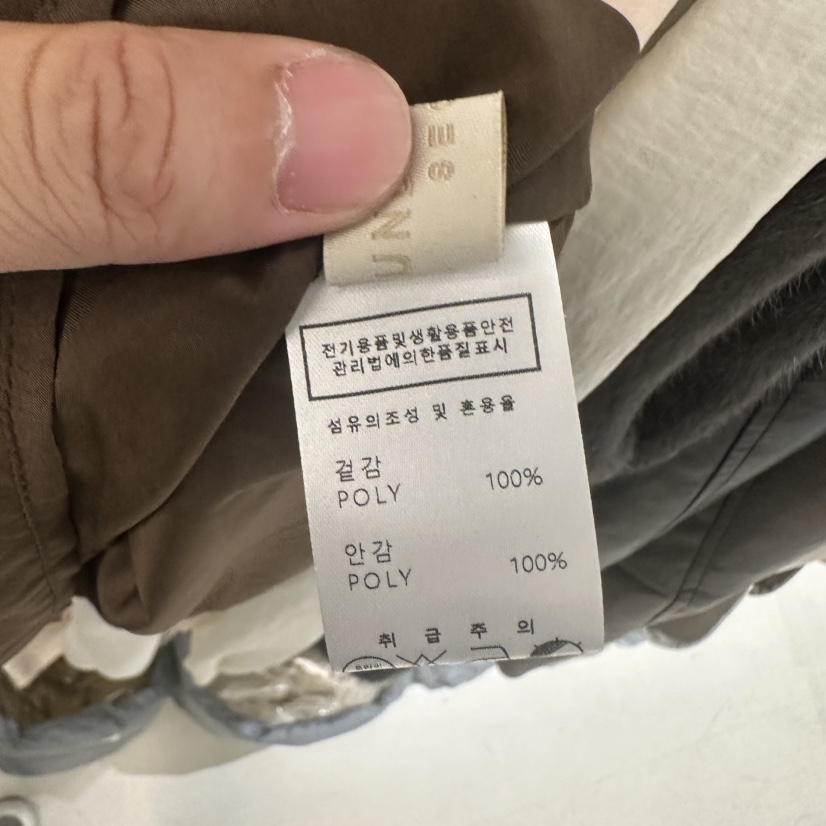 전기용품및생활용품안전
관리법에의한품질표시
섬유의조성 및 혼용율
겉감
POLY 100%
안감
POLY 100%
취 급 주 의